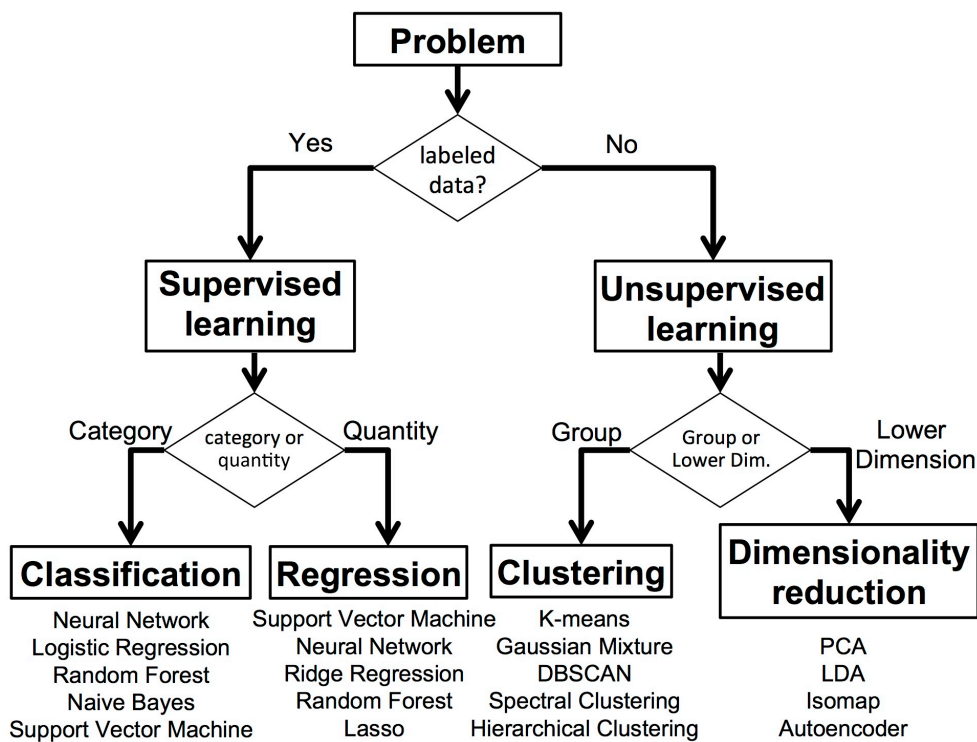 Problem
Yes
labeled
data?
No
Supervised
learning
Unsupervised
learning
Category
category or
quantity
Quantity
Group
Group or
Lower Dim.
Lower
Dimension
Classification
Neural Network
Logistic Regression
Random Forest
Naive Bayes
Support Vector Machine
Regression
Support Vector Machine
Neural Network
Ridge Regression
Random Forest
Lasso
Clustering
K-means
Gaussian Mixture
DBSCAN
Spectral Clustering
Hierarchical Clustering
Dimensionality
reduction
PCA
LDA
Isomap
Autoencoder